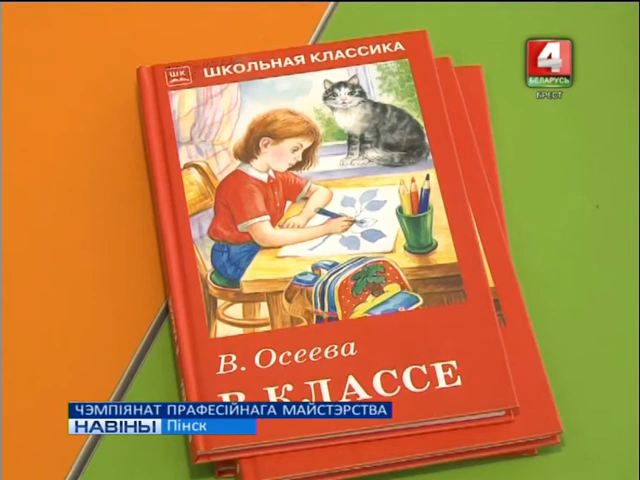 ШК
ШКОЛЬНАЯ КЛАССИКА
4
БЕЛАРУСЬ
БРЕСТ
В. Осеева
В КЛАССЕ
ЧЭМПІЯНАТ ПРАФЕСІЙНАГА МАЙСТЭРСТВА
НАВІНЫ Пінск